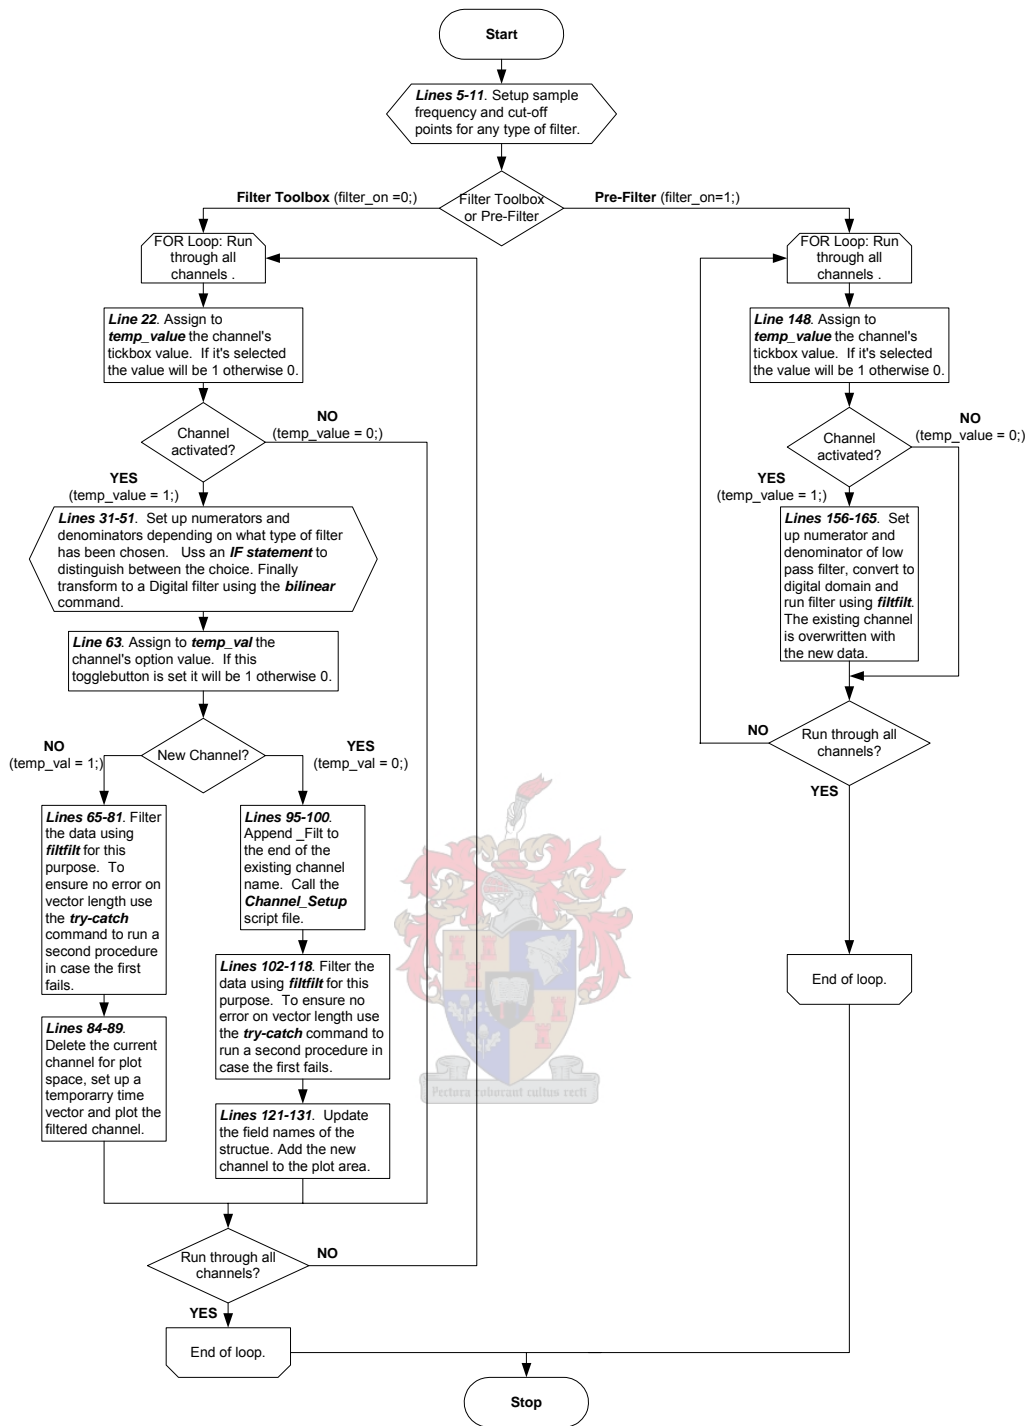 Start
Lines 5-11. Setup sample
frequency and cut-off
points for any type of filter.
Filter Toolbox
or Pre-Filter
Filter Toolbox (filter_on =0;)
Pre-Filter (filter_on=1;)
FOR Loop: Run
through all
channels .
Line 22. Assign to
temp_value the channel's
tickbox value. If it's selected
the value will be 1 otherwise 0.
Channel
activated?
NO
(temp_value = 0;)
YES
(temp_value = 1;)
Lines 31-51. Set up numerators and
denominators depending on what type of filter
has been chosen. Uss an IF statement to
distinguish between the choice. Finally
transform to a Digital filter using the bilinear
command.
Line 63. Assign to temp_val the
channel's option value. If this
togglebutton is set it will be 1 otherwise 0.
New Channel?
NO
(temp_val = 1;)
YES
(temp_val = 0;)
Lines 65-81. Filter
the data using
filtfilt for this
purpose. To
ensure no error on
vector length use
the try-catch
command to run a
second procedure
in case the first
fails.
Lines 84-89.
Delete the current
channel for plot
space, set up a
temporarry time
vector and plot the
filtered channel.
Lines 95-100.
Append _Filt to
the end of the
existing channel
name. Call the
Channel_Setup
script file.
Lines 102-118. Filter the
data using filtfilt for this
purpose. To ensure no
error on vector length use
the try-catch command to
run a second procedure in
case the first fails.
Lines 121-131. Update
the field names of the
structue. Add the new
channel to the plot area.
Run through all
channels?
NO
YES
End of loop.
FOR Loop: Run
through all
channels .
Line 148. Assign to
temp_value the channel's
tickbox value. If it's selected
the value will be 1 otherwise 0.
Channel
activated?
NO
(temp_value = 0;)
YES
(temp_value = 1;)
Lines 156-165. Set
up numerator and
denominator of low
pass filter, convert to
digital domain and
run filter using filtfilt.
The existing channel
is overwritten with
the new data.
Run through all
channels?
NO
YES
End of loop.
Stop
Pectora roborant cultus recti